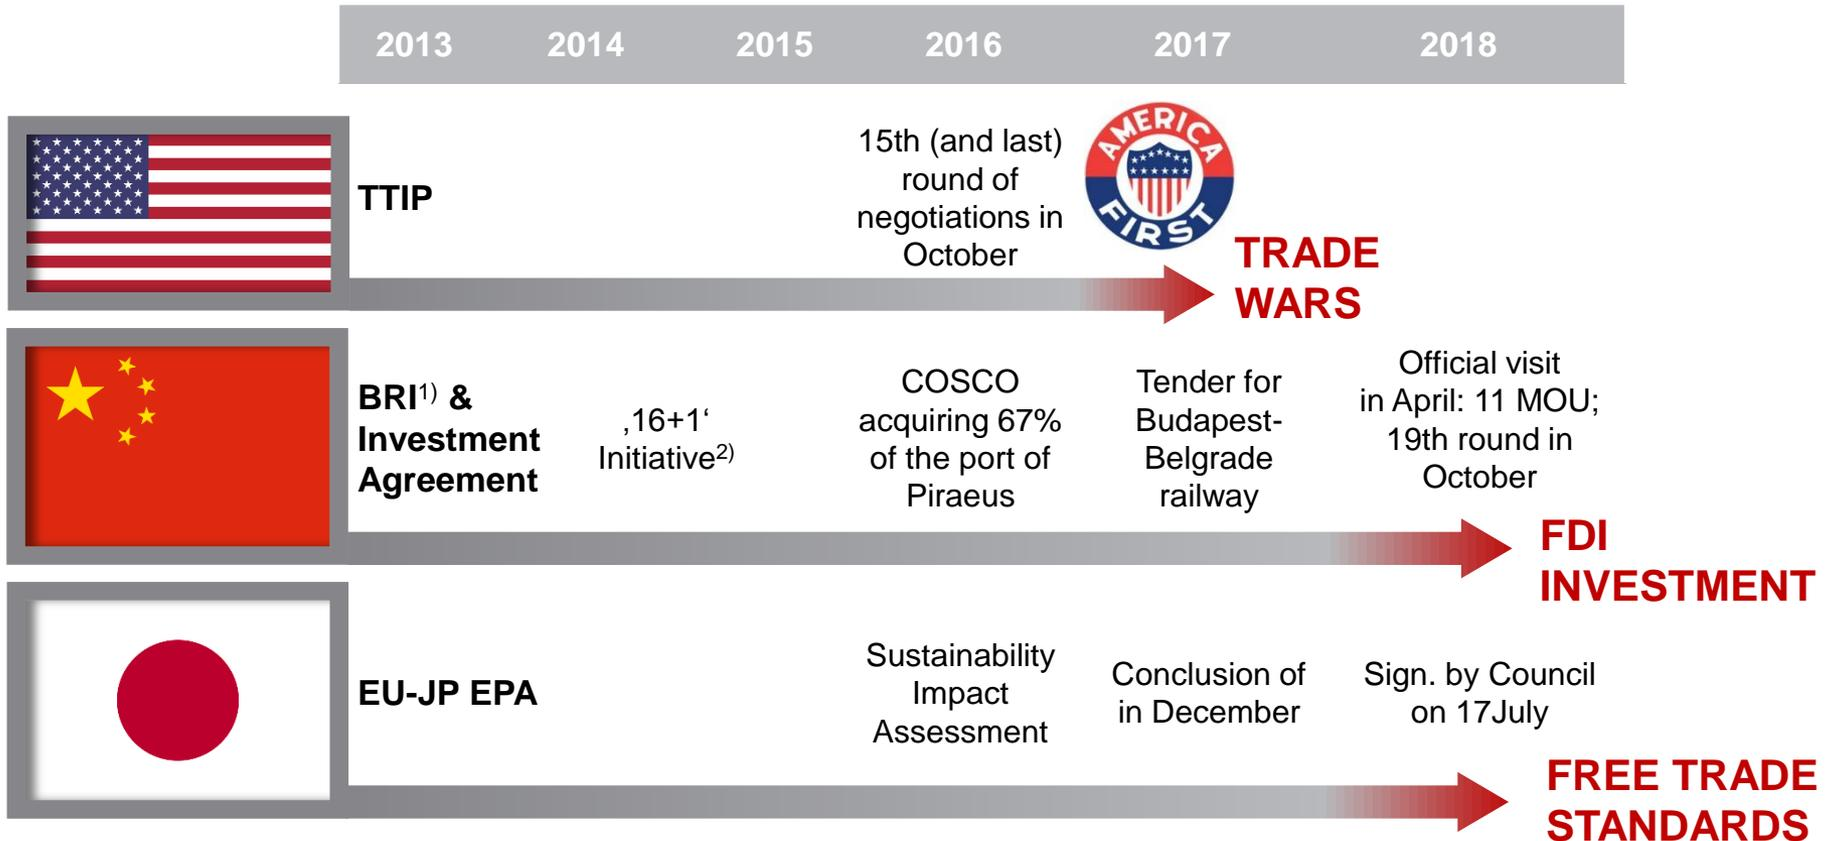 2013 2014 2015 2016 2017 2018
TTIP
15th (and last)
round of
negotiations in
October
AMERICA
FIRST
TRADE
WARS
BRI1) &
Investment
Agreement
‚16+1‘
Initiative2)
COSCO
acquiring 67%
of the port of
Piraeus
Tender for
Budapest-
Belgrade
railway
Official visit
in April: 11 MOU;
19th round in
October
FDI
INVESTMENT
EU-JP EPA
Sustainability
Impact
Assessment
Conclusion of
in December
Sign. by Council
on 17July
FREE TRADE
STANDARDS